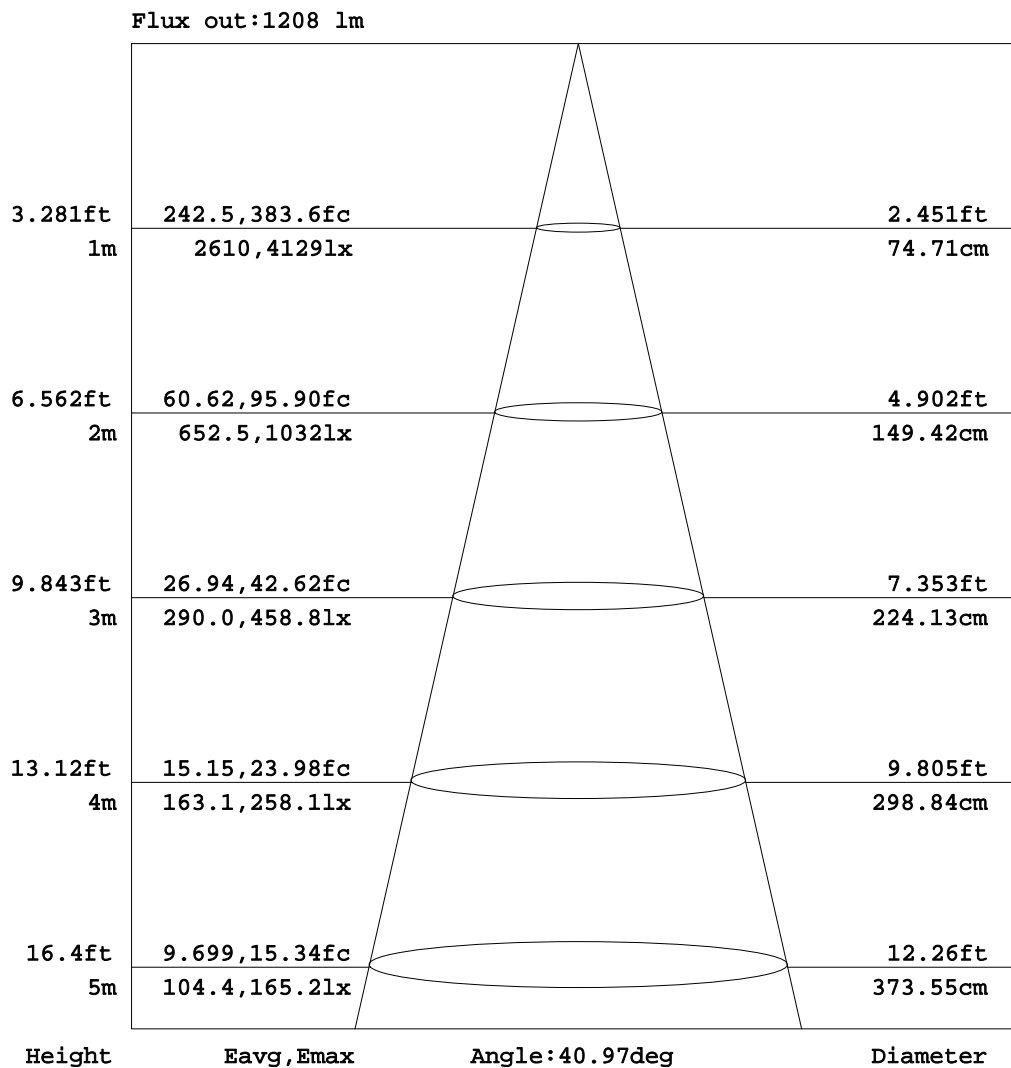 Flux out:1208 lm
3.281ft 242.5,383.6fc 2.451ft
1m 2610,4129lx 74.71cm
6.562ft 60.62,95.90fc 4.902ft
2m 652.5,1032lx 149.42cm
9.843ft 26.94,42.62fc 7.353ft
3m 290.0,458.8lx 224.13cm
13.12ft 15.15,23.98fc 9.805ft
4m 163.1,258.1lx 298.84cm
16.4ft 9.699,15.34fc 12.26ft
5m 104.4,165.2lx 373.55cm
Height Eavg,Emax Angle:40.97deg Diameter